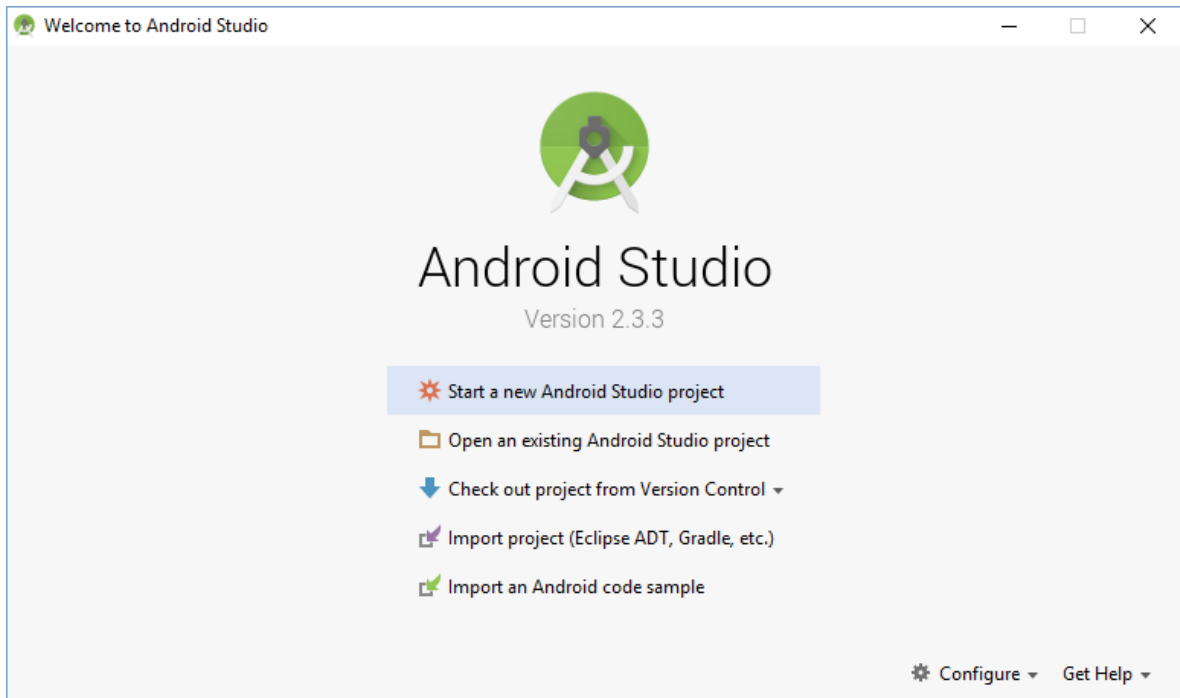 Welcome to Android Studio
Android Studio
Version 2.3.3
Start a new Android Studio project
Open an existing Android Studio project
Check out project from Version Control
Import project (Eclipse ADT, Gradle, etc.)
Import an Android code sample
Configure Get Help